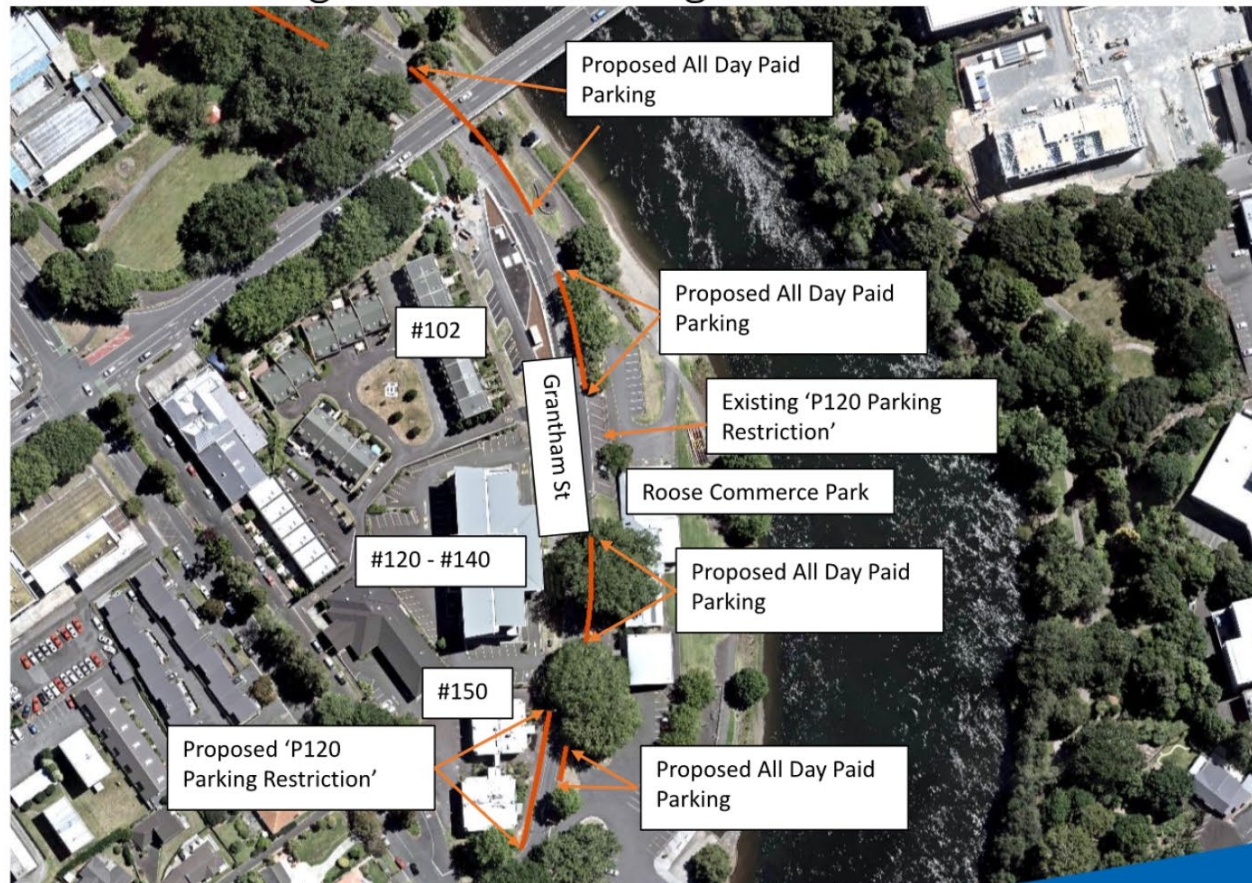 Proposed All Day Paid
Parking
Proposed All Day Paid
Parking
#102
Grantham St
Existing ‘P120 Parking
Restriction’
Roose Commerce Park
#120 - #140
Proposed All Day Paid
Parking
#150
Proposed ‘P120
Parking Restriction’
Proposed All Day Paid
Parking